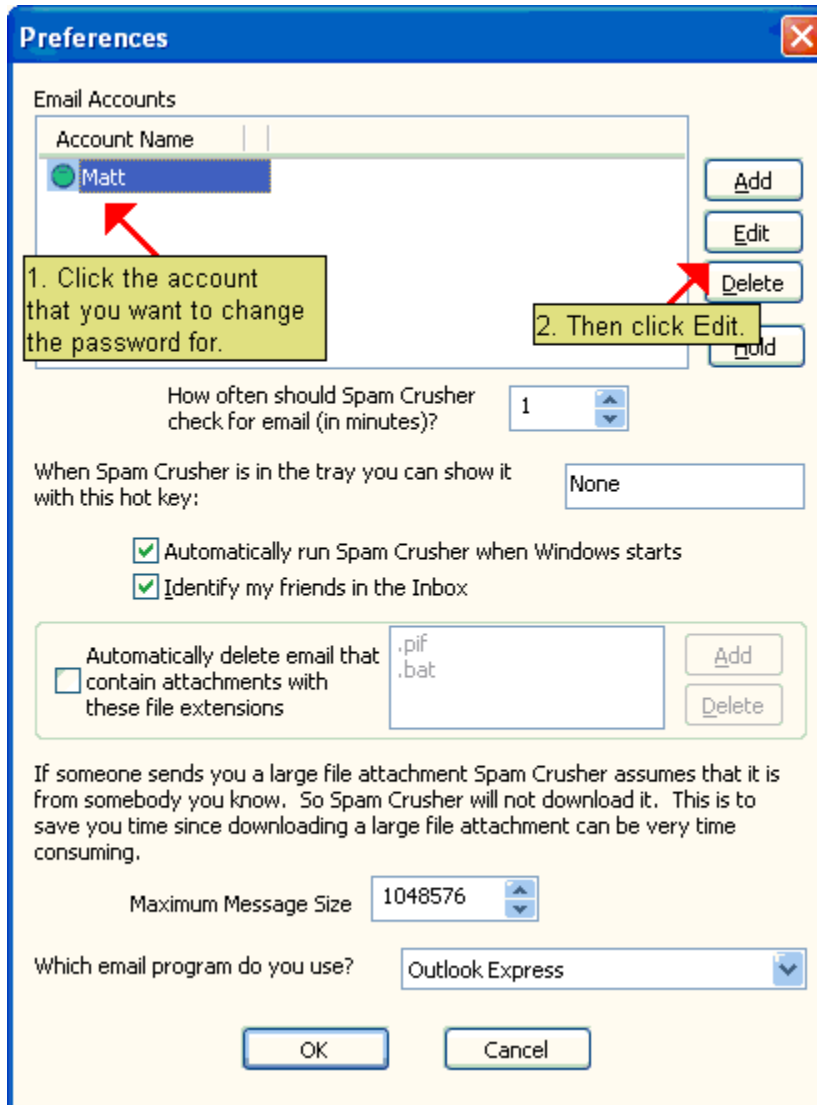 Preferences
Email Accounts
Account Name
Matt
Add
Edit
Delete
Hold
1. Click the account
that you want to change
the password for.
2. Then click Edit.
How often should Spam Crusher
check for email (in minutes)?
1
When Spam Crusher is in the tray you can show it
with this hot key:
None
Automatically run Spam Crusher when Windows starts
Identify my friends in the Inbox
Automatically delete email that
contain attachments with
these file extensions
.pif
.bat
Add
Delete
If someone sends you a large file attachment Spam Crusher assumes that it is
from somebody you know.  So Spam Crusher will not download it.  This is to
save you time since downloading a large file attachment can be very time
consuming.
Maximum Message Size
1048576
Which email program do you use?
Outlook Express
OK
Cancel